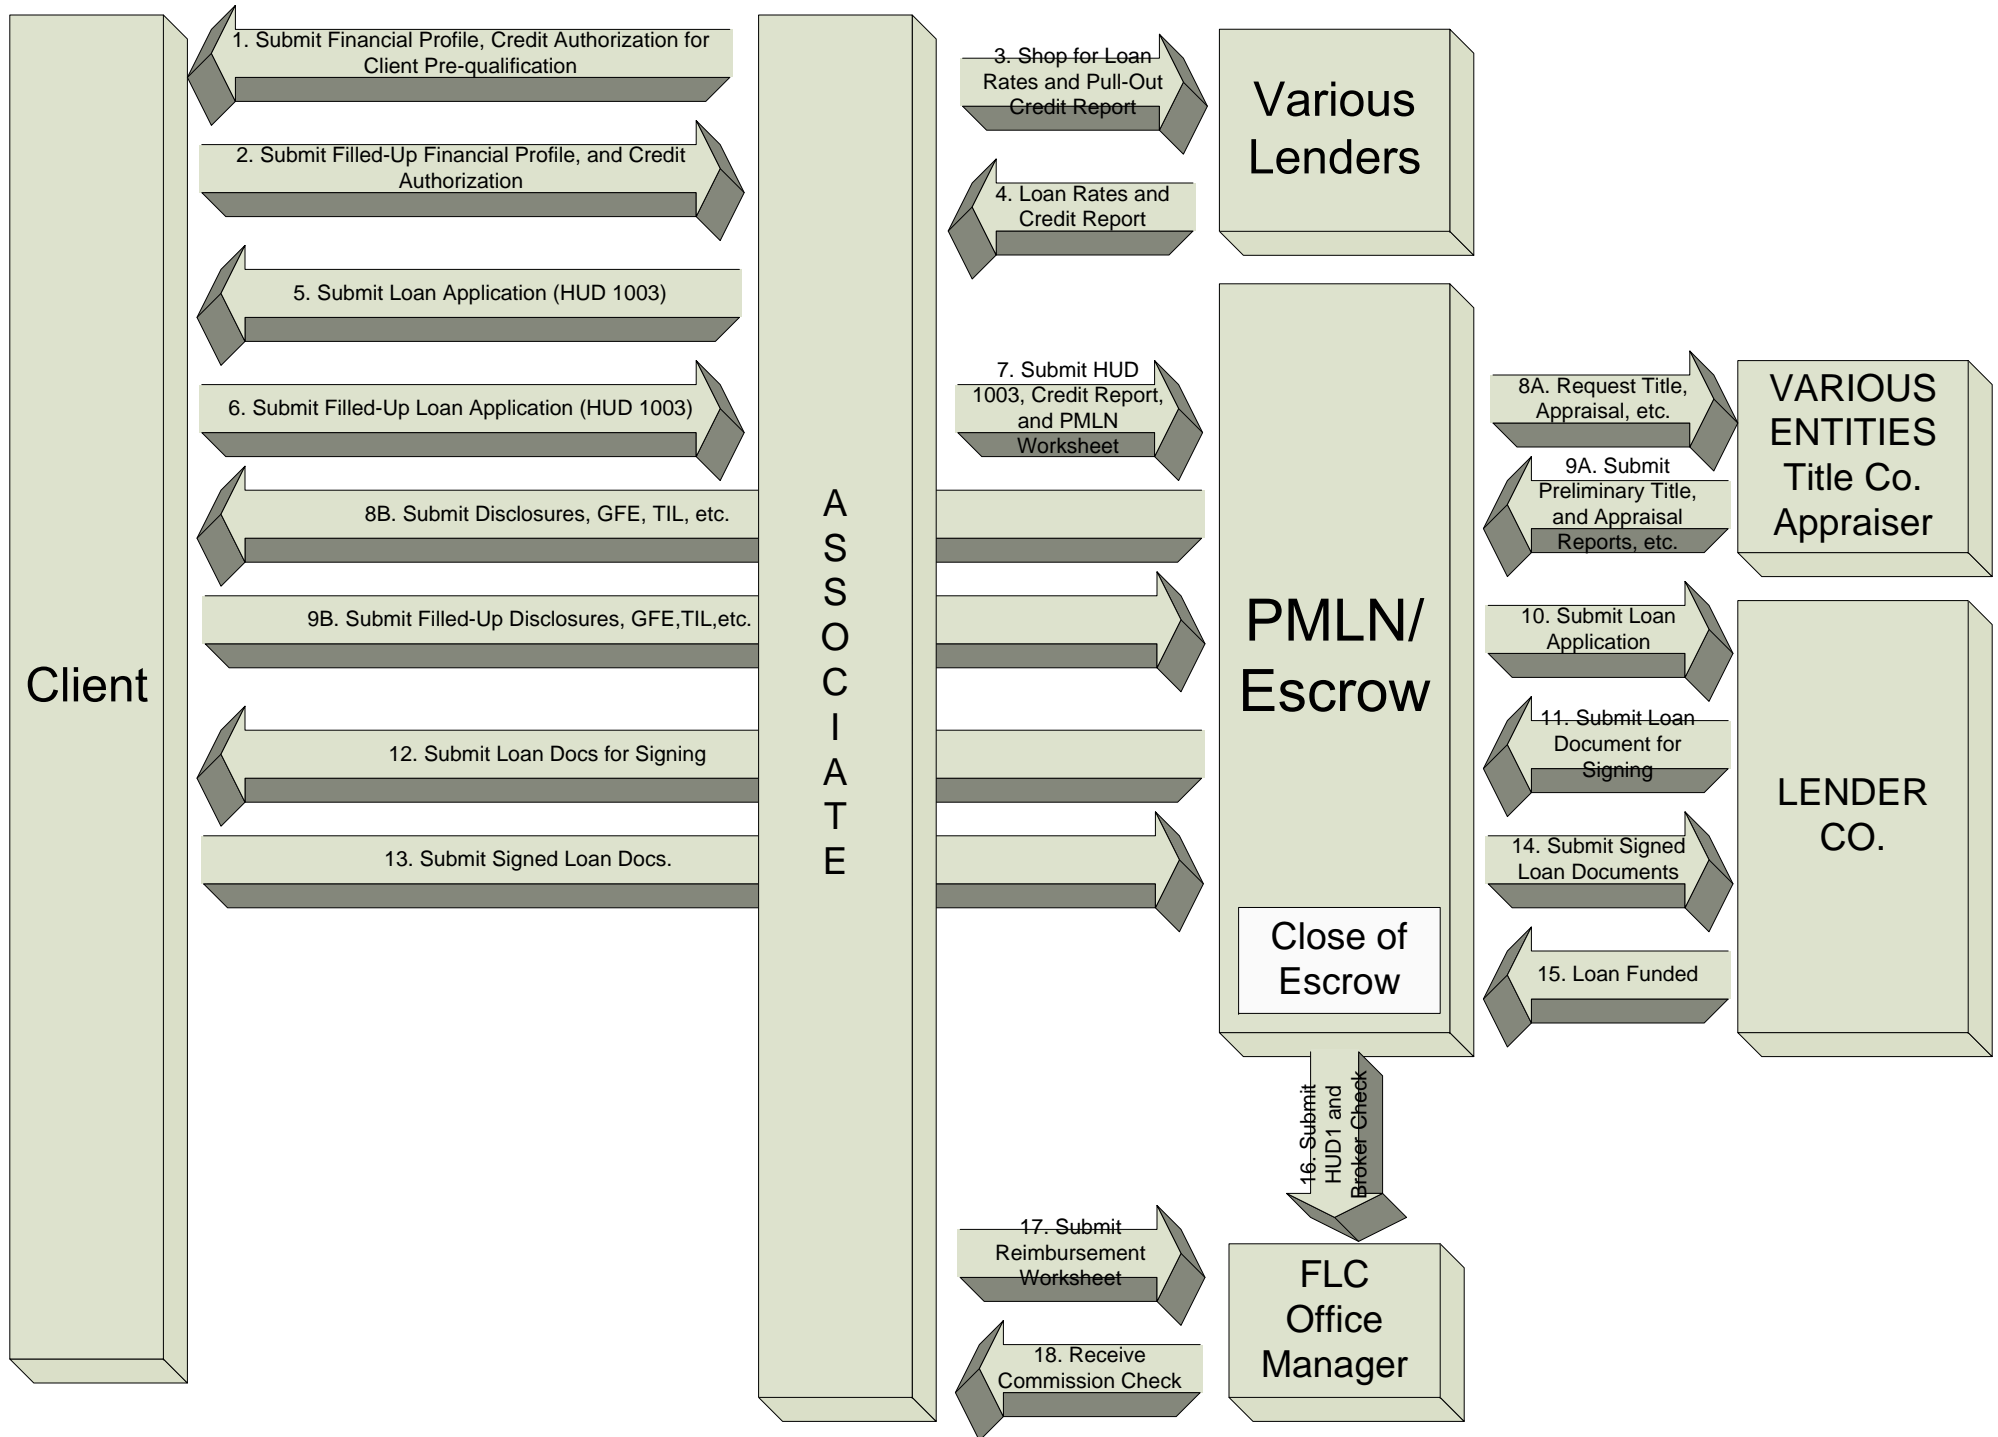 1. Submit Financial Profile, Credit Authorization for
Client Pre-qualification
2. Submit Filled-Up Financial Profile, and Credit
Authorization
3. Shop for Loan
Rates and Pull-Out
Credit Report
4. Loan Rates and
Credit Report
Various
Lenders
5. Submit Loan Application (HUD 1003)
6. Submit Filled-Up Loan Application (HUD 1003)
7. Submit HUD
1003, Credit Report,
and PMLN
Worksheet
8A. Request Title,
Appraisal, etc.
9A. Submit
Preliminary Title,
and Appraisal
Reports, etc.
VARIOUS
ENTITIES
Title Co.
Appraiser
8B. Submit Disclosures, GFE, TIL, etc.
9B. Submit Filled-Up Disclosures, GFE,TIL,etc.
Client
A
S
S
O
C
I
A
T
E
PMLN/
Escrow
10. Submit Loan
Application
11. Submit Loan
Document for
Signing
12. Submit Loan Docs for Signing
13. Submit Signed Loan Docs.
14. Submit Signed
Loan Documents
15. Loan Funded
LENDER
CO.
Close of
Escrow
16. Submit
HUD1 and
Broker Check
17. Submit
Reimbursement
Worksheet
18. Receive
Commission Check
FLC
Office
Manager